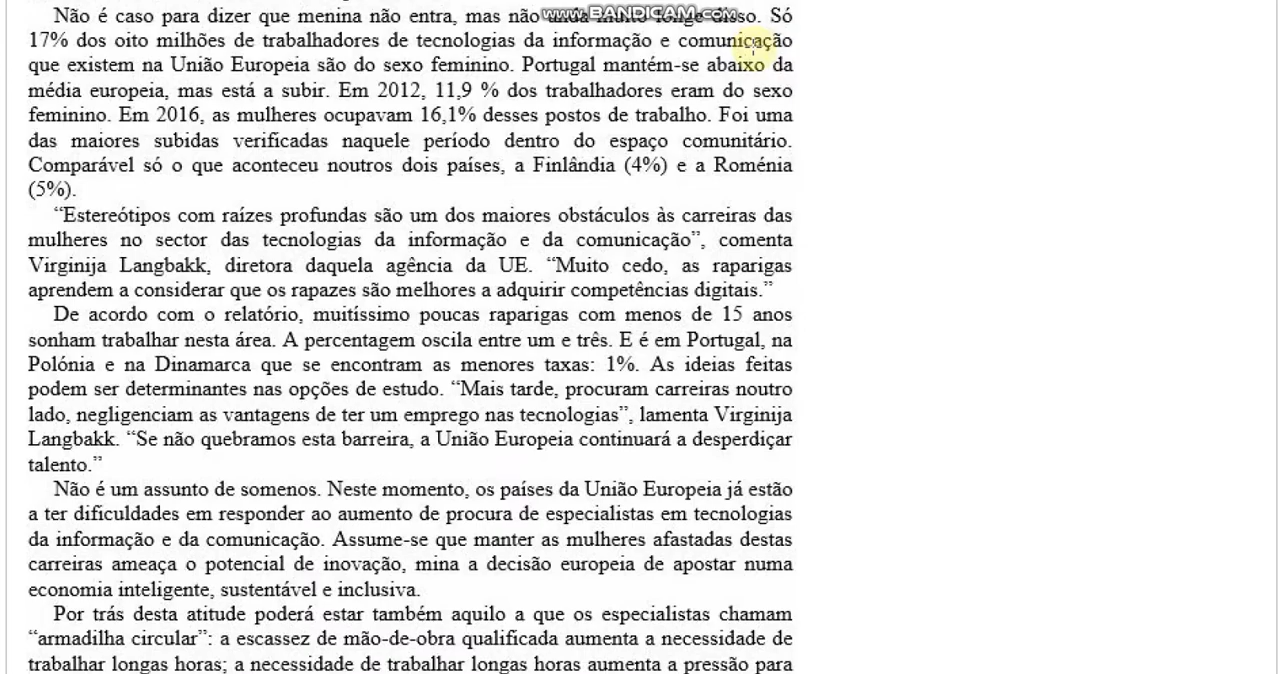 www.BANDICAM.com
Não é caso para dizer que menina não entra, mas não anda muito longe disso. Só
17% dos oito milhões de trabalhadores de tecnologias da informação e comunicação
que existem na União Europeia são do sexo feminino. Portugal mantém-se abaixo da
média europeia, mas está a subir. Em 2012, 11,9 % dos trabalhadores eram do sexo
feminino. Em 2016, as mulheres ocupavam 16,1% desses postos de trabalho. Foi uma
das maiores subidas verificadas naquele período dentro do espaço comunitário.
Comparável só o que aconteceu noutros dois países, a Finlândia (4%) e a Roménia
(5%).
“Estereótipos com raízes profundas são um dos maiores obstáculos às carreiras das
mulheres no sector das tecnologias da informação e da comunicação”, comenta
Virginija Langbakk, diretora daquela agência da UE. “Muito cedo, as raparigas
aprendem a considerar que os rapazes são melhores a adquirir competências digitais.”
De acordo com o relatório, muitíssimo poucas raparigas com menos de 15 anos
sonham trabalhar nesta área. A percentagem oscila entre um e três. E é em Portugal, na
Polónia e na Dinamarca que se encontram as menores taxas: 1%. As ideias feitas
podem ser determinantes nas opções de estudo. “Mais tarde, procuram carreiras noutro
lado, negligenciam as vantagens de ter um emprego nas tecnologias”, lamenta Virginija
Langbakk. “Se não quebramos esta barreira, a União Europeia continuará a desperdiçar
talento.”
Não é um assunto de somenos. Neste momento, os países da União Europeia já estão
a ter dificuldades em responder ao aumento de procura de especialistas em tecnologias
da informação e da comunicação. Assume-se que manter as mulheres afastadas destas
carreiras ameaça o potencial de inovação, mina a decisão europeia de apostar numa
economia inteligente, sustentável e inclusiva.
Por trás desta atitude poderá estar também aquilo a que os especialistas chamam
“armadilha circular”: a escassez de mão-de-obra qualificada aumenta a necessidade de
trabalhar longas horas; a necessidade de trabalhar longas horas aumenta a pressão para